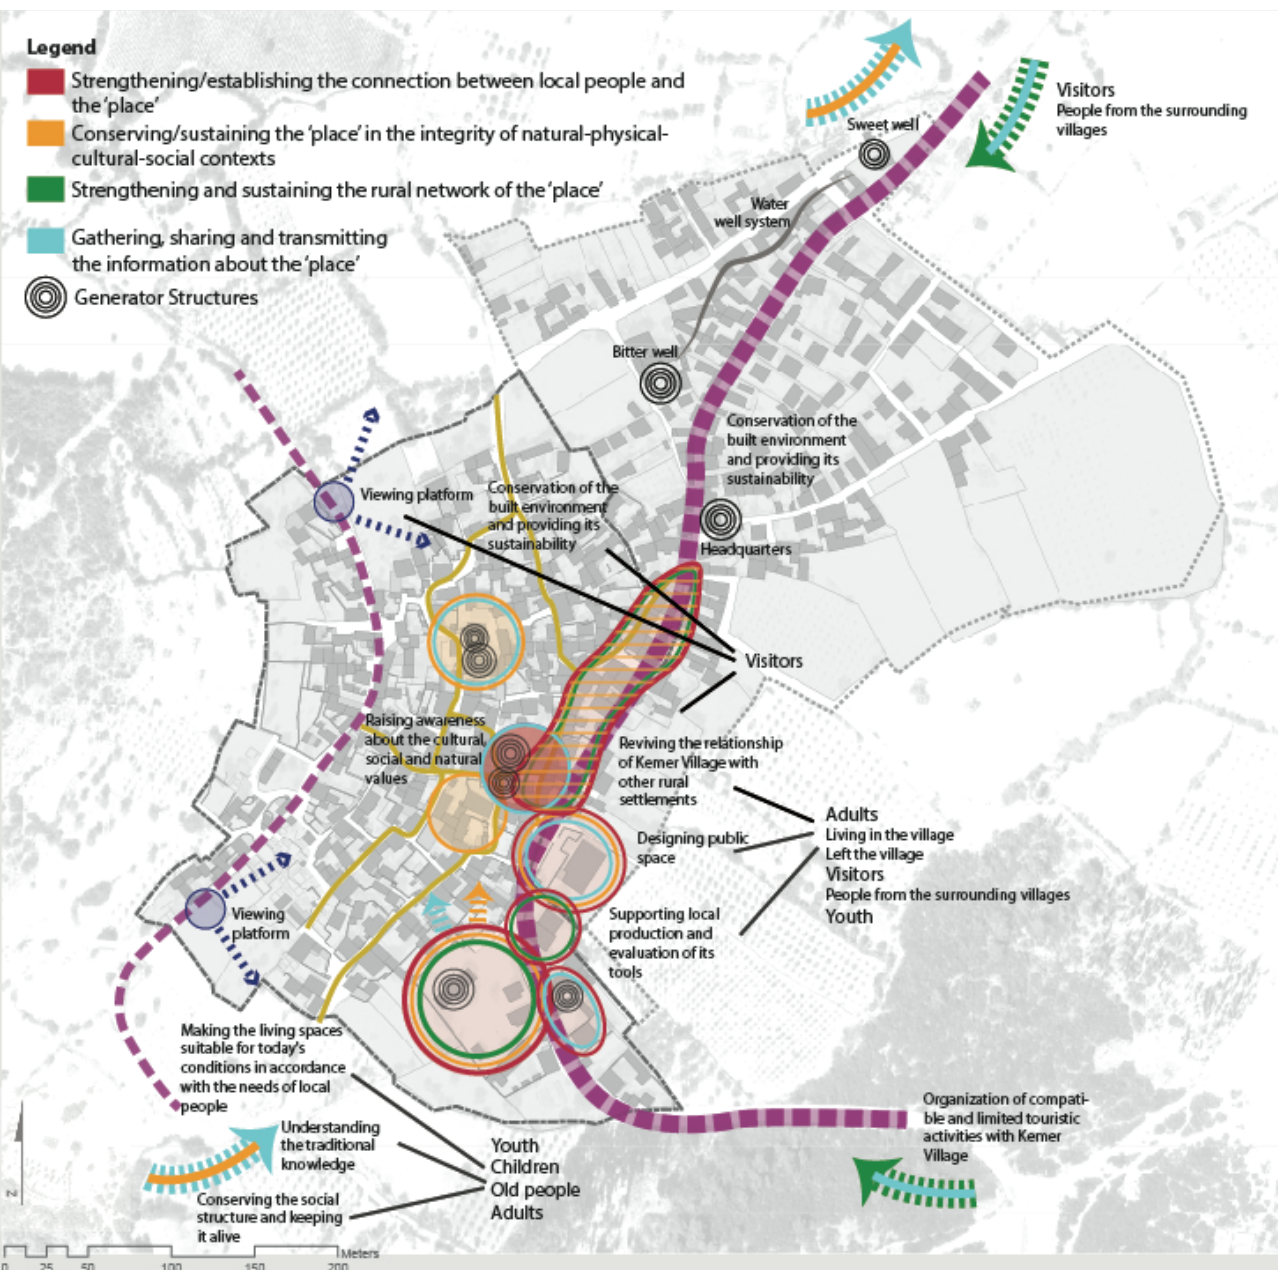 Legend
Strengthening/establishing the connection between local people and
the 'place'
Conserving/sustaining the 'place' in the integrity of natural-physical-
cultural-social contexts
Strengthening and sustaining the rural network of the 'place'
Gathering, sharing and transmitting
the information about the 'place'
Generator Structures
Visitors
People from the surrounding
villages
Sweet well
Water
well system
Bitter well
Conservation of the
built environment
and providing its
sustainability
Viewing platform
Conservation of the
built environment
and providing its
sustainability
Headquarters
Visitors
Raising awareness
about the cultural,
social and natural
values
Reviving the relationship
of Kemer Village with
other rural
settlements
Designing public
space
Adults
Living in the village
Left the village
Visitors
People from the surrounding villages
Youth
Supporting local
production and
evaluation of its
tools
Viewing
platform
Making the living spaces
suitable for today's
conditions in accordance
with the needs of local
people
Understanding
the traditional
knowledge
Conserving the social
structure and keeping
it alive
Youth
Children
Old people
Adults
Organization of compati-
ble and limited touristic
activities with Kemer
Village
N
Meters
0 25 50 100 150 200